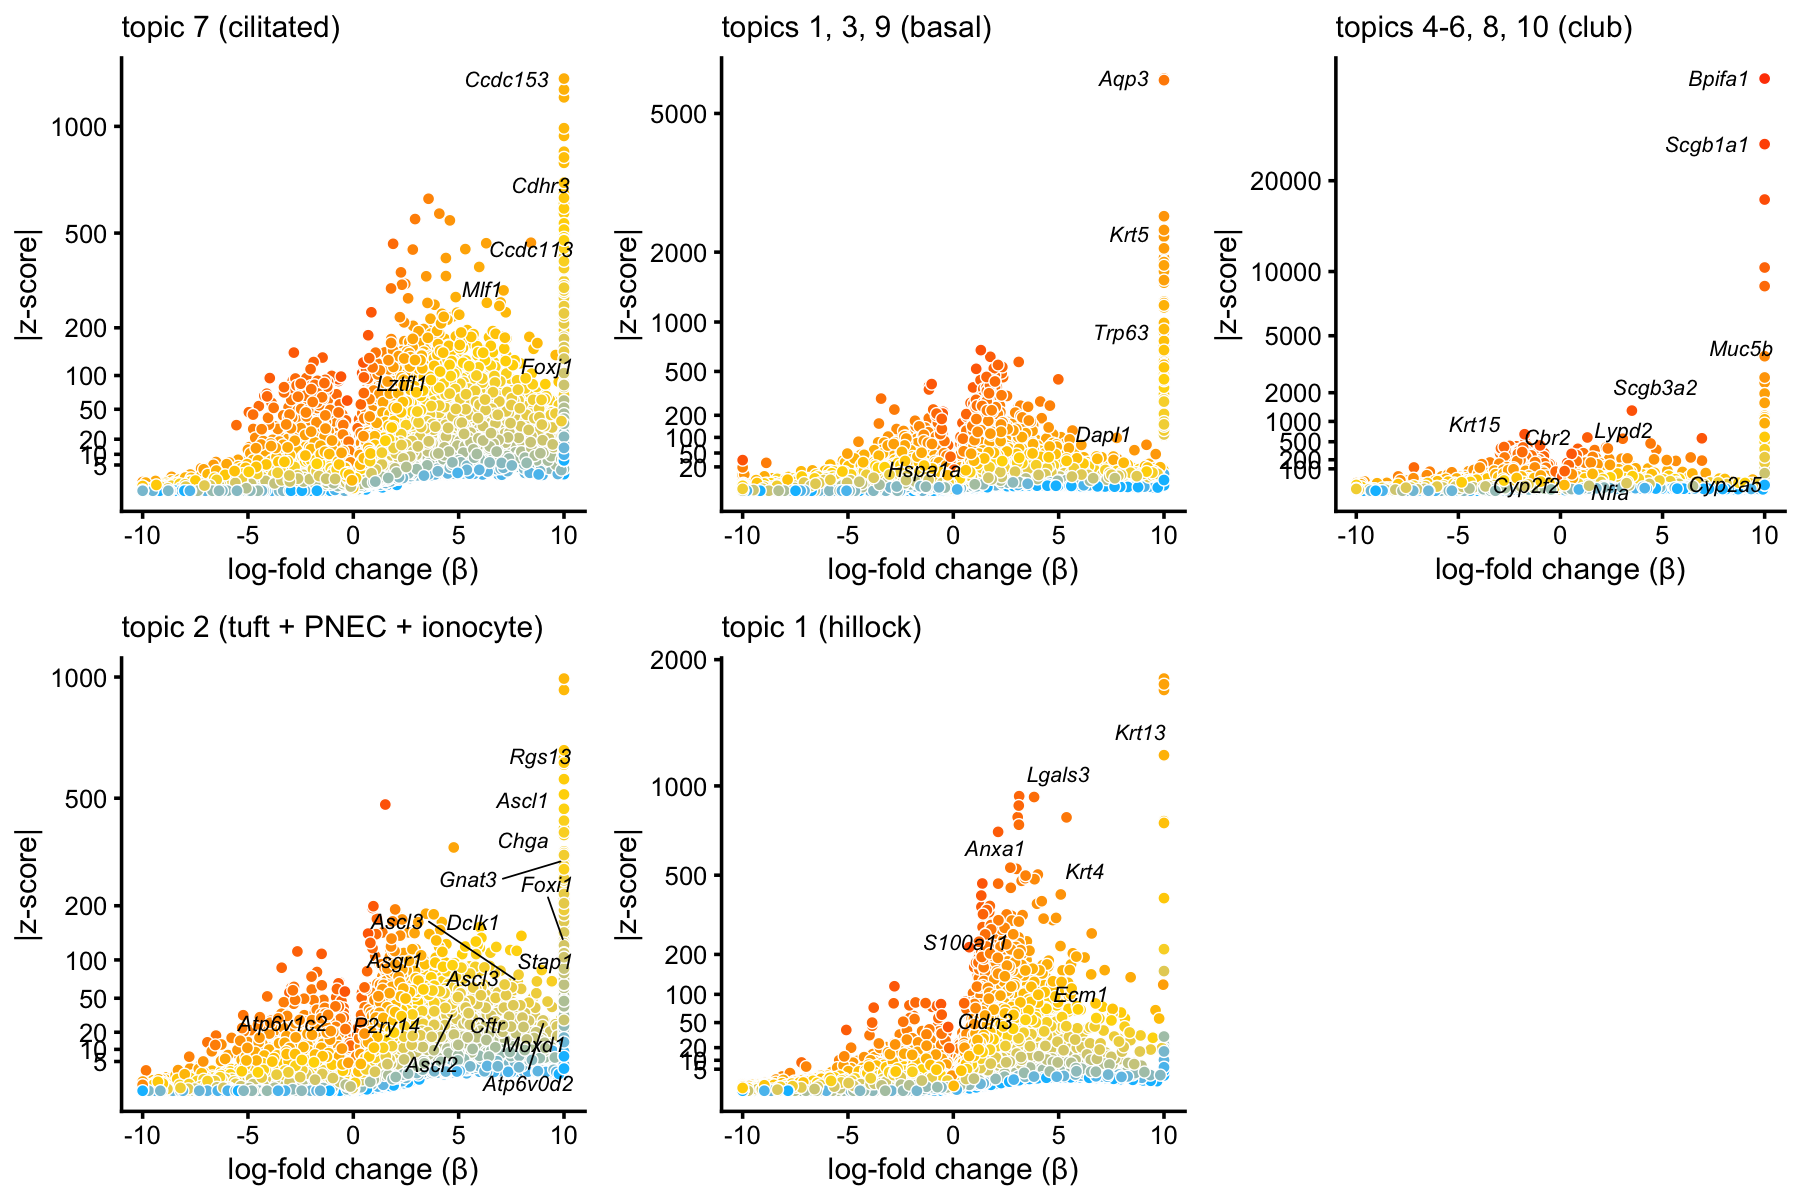 topic 7 (cilitated)
|z-score|
1000
500
200
100
50
20
10
5
Ccdc153
Cdhr3
Ccdc113
Mlf1
Foxj1
Lztfl1
-10 -5 0 5 10
log-fold change (β)
topics 1, 3, 9 (basal)
|z-score|
5000
2000
1000
500
200
100
50
20
Aqp3
Krt5
Trp63
Dapl1
Hspa1a
-10 -5 0 5 10
log-fold change (β)
topics 4-6, 8, 10 (club)
|z-score|
20000
10000
5000
2000
1000
500
200
100
Bpifa1
Scgb1a1
Muc5b
Scgb3a2
Krt15
Cbr2
Lypd2
Cyp2f2
Nfia
Cyp2a5
-10 -5 0 5 10
log-fold change (β)
topic 2 (tuft + PNEC + ionocyte)
|z-score|
1000
500
200
100
50
20
10
5
Rgs13
Ascl1
Chga
Gnat3
Foxi1
Ascl3
Dclk1
Asgr1
Stap1
Ascl3
Atp6v1c2
P2ry14
Cftr
Moxd1
Ascl2
Atp6v0d2
-10 -5 0 5 10
log-fold change (β)
topic 1 (hillock)
|z-score|
2000
1000
500
200
100
50
20
10
5
Krt13
Lgals3
Anxa1
Krt4
S100a11
Ecm1
Cldn3
-10 -5 0 5 10
log-fold change (β)